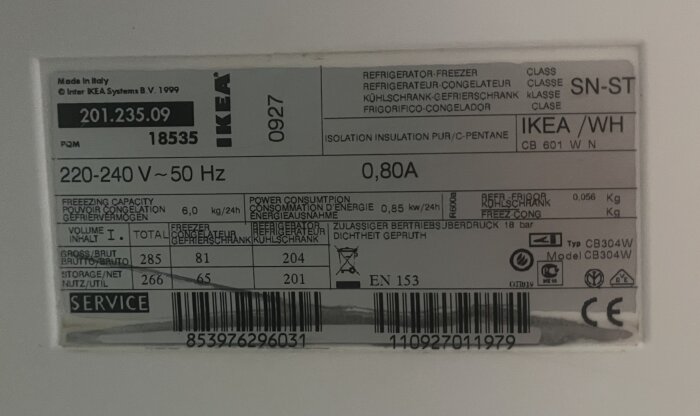 Made in Italy
© Inter IKEA Systems B.V. 1999
201.235.09
PQM 18535
IKEA
0927
REFRIGERATOR-FREEZER CLASS
REFRIGERATEUR-CONGELATEUR CLASSE
KÜHLSCHRANK-GEFRIERSCHRANK kLASSE
FRIGORIFICO-CONGELADOR CLASE
SN-ST
ISOLATION INSULATION PUR/C-PENTANE
IKEA /WH
CB 601 W N
220-240 V~50 Hz 0,80A
FREEZING CAPACITY
POUVOIR CONGELATION 6,0 kg/24h
GEFRIERVERMÖGEN
POWER CONSUMTPION
CONSOMMATION D'ENERGIE 0,85 kw/24h
ENERGIEAUSNAHME
R600a
REFR.-FRIGOR 0,056 Kg
KÜHLSCHRANK
FREEZ-CONG Kg
VOLUME INHALT l. TOTAL FREEZER CONGELATEUR GEFRIERSCHRANK REFRIGERATOR REFRIGERATEUR KÜHLSCHRANK
GROSS/BRUT BRUTTO/BRUTO 285 81 204
STORAGE/NET NUTZ/UTIL 266 65 201
ZULASSIGER BERTRIEBSUBERDRUCK 18 bar
DICHTHEIT GEPRUTH
EN 153
Typ CB304W
Model CB304W
SERVICE
853976296031
110927011979
CE